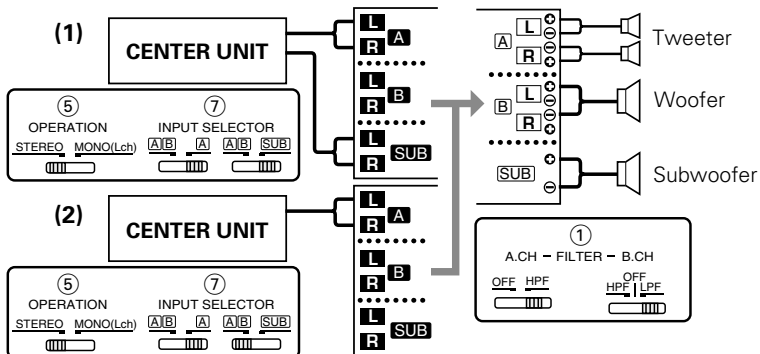 (1)
CENTER UNIT
L
R A
L
R B
L
R SUB
⑤ ⑦
OPERATION INPUT SELECTOR
STEREO MONO(Lch) A B A A B SUB
(2)
CENTER UNIT
L
R A
L
R B
L
R SUB
⑤ ⑦
OPERATION INPUT SELECTOR
STEREO MONO(Lch) A B A A B SUB
A L + −
R − +
Tweeter
B L + −
R − +
Woofer
SUB + −
Subwoofer
①
A.CH – FILTER – B.CH
OFF HPF HPF OFF LPF